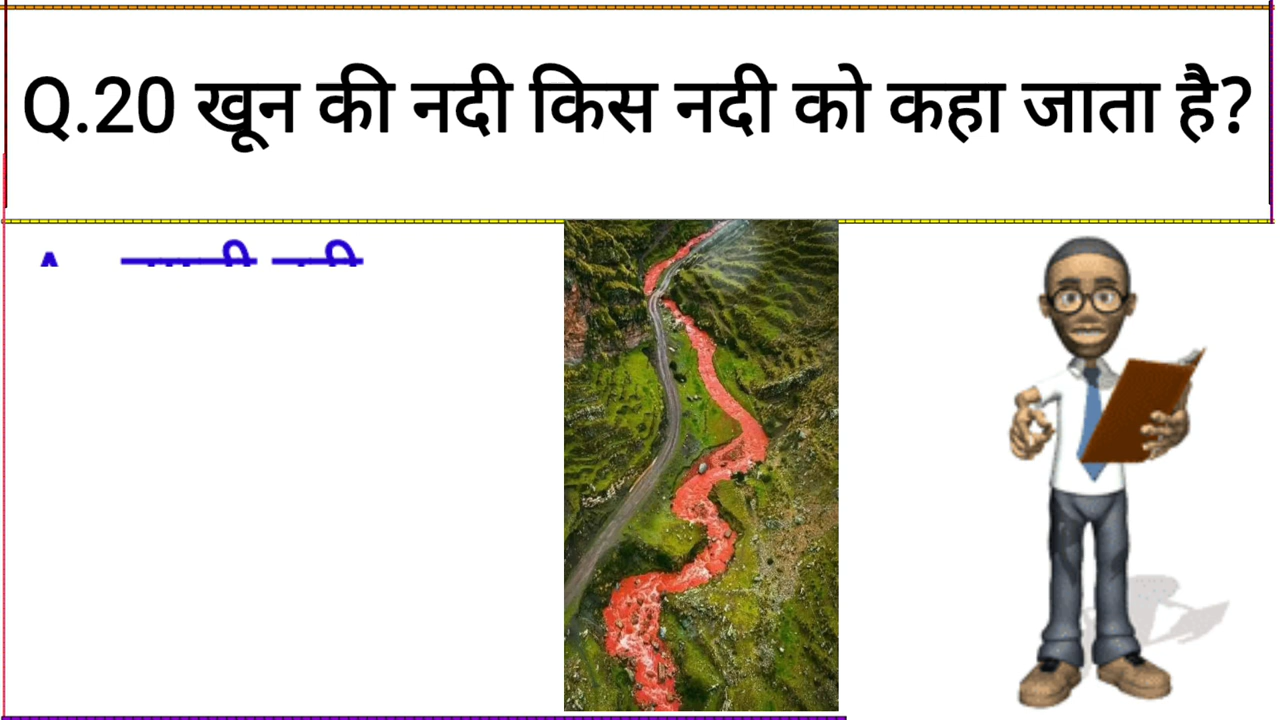 Q.20 खून की नदी किस नदी को कहा जाता है?